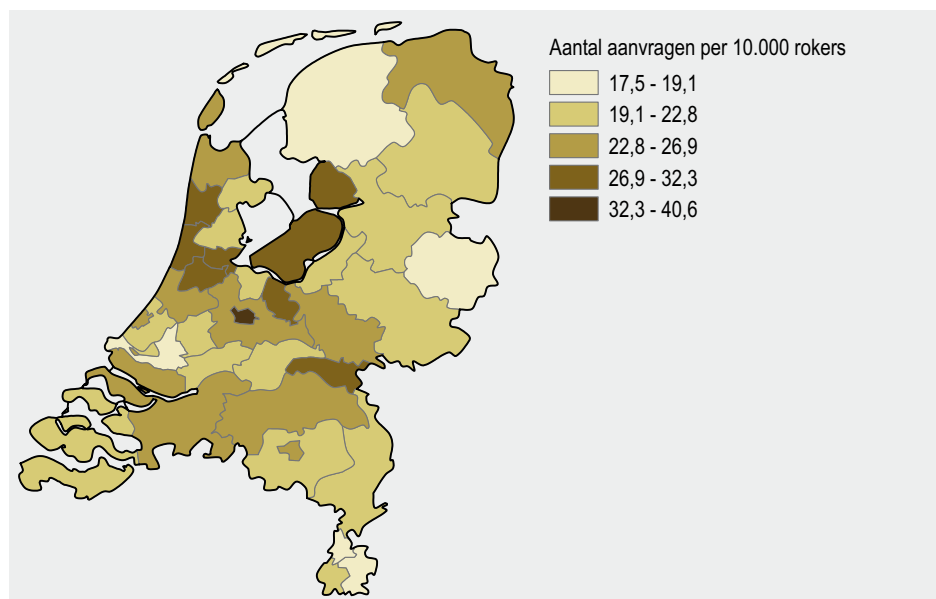 Aantal aanvragen per 10.000 rokers
17,5 - 19,1
19,1 - 22,8
22,8 - 26,9
26,9 - 32,3
32,3 - 40,6